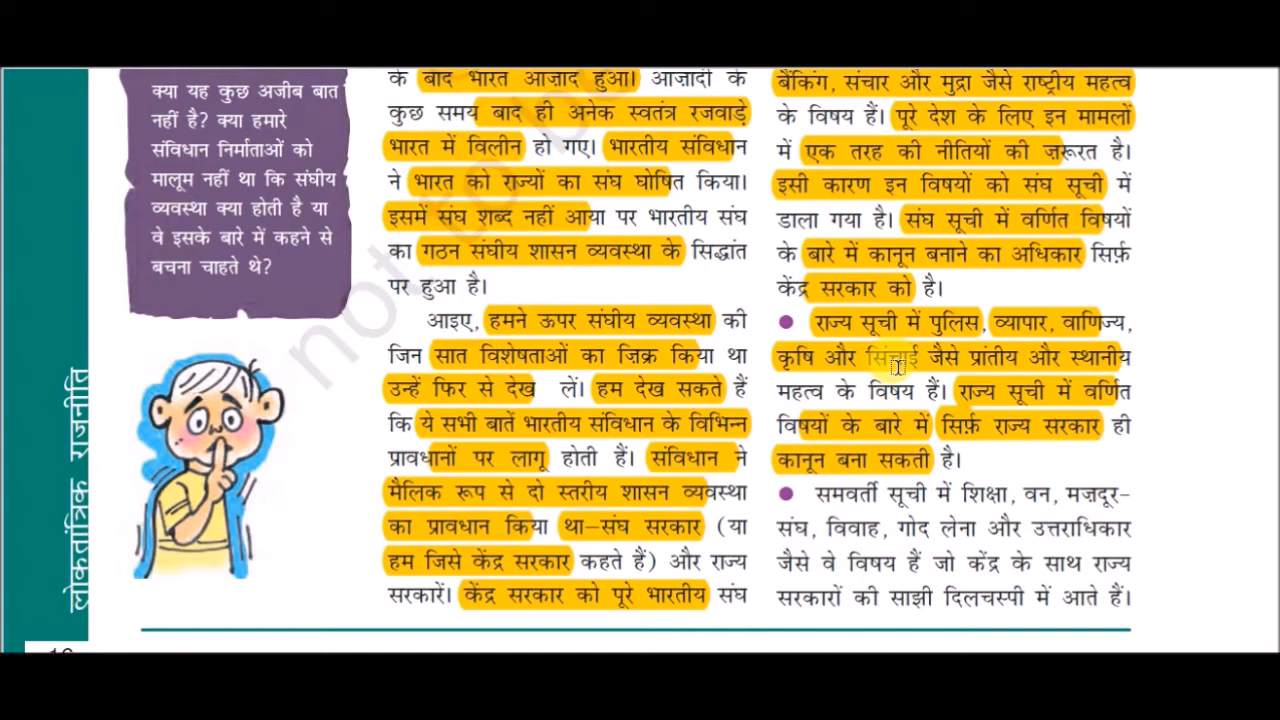 क्या यह कुछ अजीब बात
नहीं है? क्या हमारे
संविधान निर्माताओं को
मालूम नहीं था कि संघीय
व्यवस्था क्या होती है या
वे इसके बारे में कहने से
बचना चाहते थे?
लोकतांत्रिक राजनीति
के बाद भारत आज़ाद हुआ। आज़ादी के
कुछ समय बाद ही अनेक स्वतंत्र रजवाड़े
भारत में विलीन हो गए। भारतीय संविधान
ने भारत को राज्यों का संघ घोषित किया।
इसमें संघ शब्द नहीं आया पर भारतीय संघ
का गठन संघीय शासन व्यवस्था के सिद्धांत
पर हुआ है।
आइए, हमने ऊपर संघीय व्यवस्था की
जिन सात विशेषताओं का ज़िक्र किया था
उन्हें फिर से देख लें। हम देख सकते हैं
कि ये सभी बातें भारतीय संविधान के विभिन्न
प्रावधानों पर लागू होती हैं। संविधान ने
मैलिक रूप से दो स्तरीय शासन व्यवस्था
का प्रावधान किया था–संघ सरकार (या
हम जिसे केंद्र सरकार कहते हैं) और राज्य
सरकारें। केंद्र सरकार को पूरे भारतीय संघ
बैंकिंग, संचार और मुद्रा जैसे राष्ट्रीय महत्व
के विषय हैं। पूरे देश के लिए इन मामलों
में एक तरह की नीतियों की ज़रूरत है।
इसी कारण इन विषयों को संघ सूची में
डाला गया है। संघ सूची में वर्णित विषयों
के बारे में कानून बनाने का अधिकार सिर्फ़
केंद्र सरकार को है।
● राज्य सूची में पुलिस, व्यापार, वाणिज्य,
कृषि और सिंचाई जैसे प्रांतीय और स्थानीय
महत्व के विषय हैं। राज्य सूची में वर्णित
विषयों के बारे में सिर्फ़ राज्य सरकार ही
कानून बना सकती है।
● समवर्ती सूची में शिक्षा, वन, मज़दूर-
संघ, विवाह, गोद लेना और उत्तराधिकार
जैसे वे विषय हैं जो केंद्र के साथ राज्य
सरकारों की साझी दिलचस्पी में आते हैं।
not to be